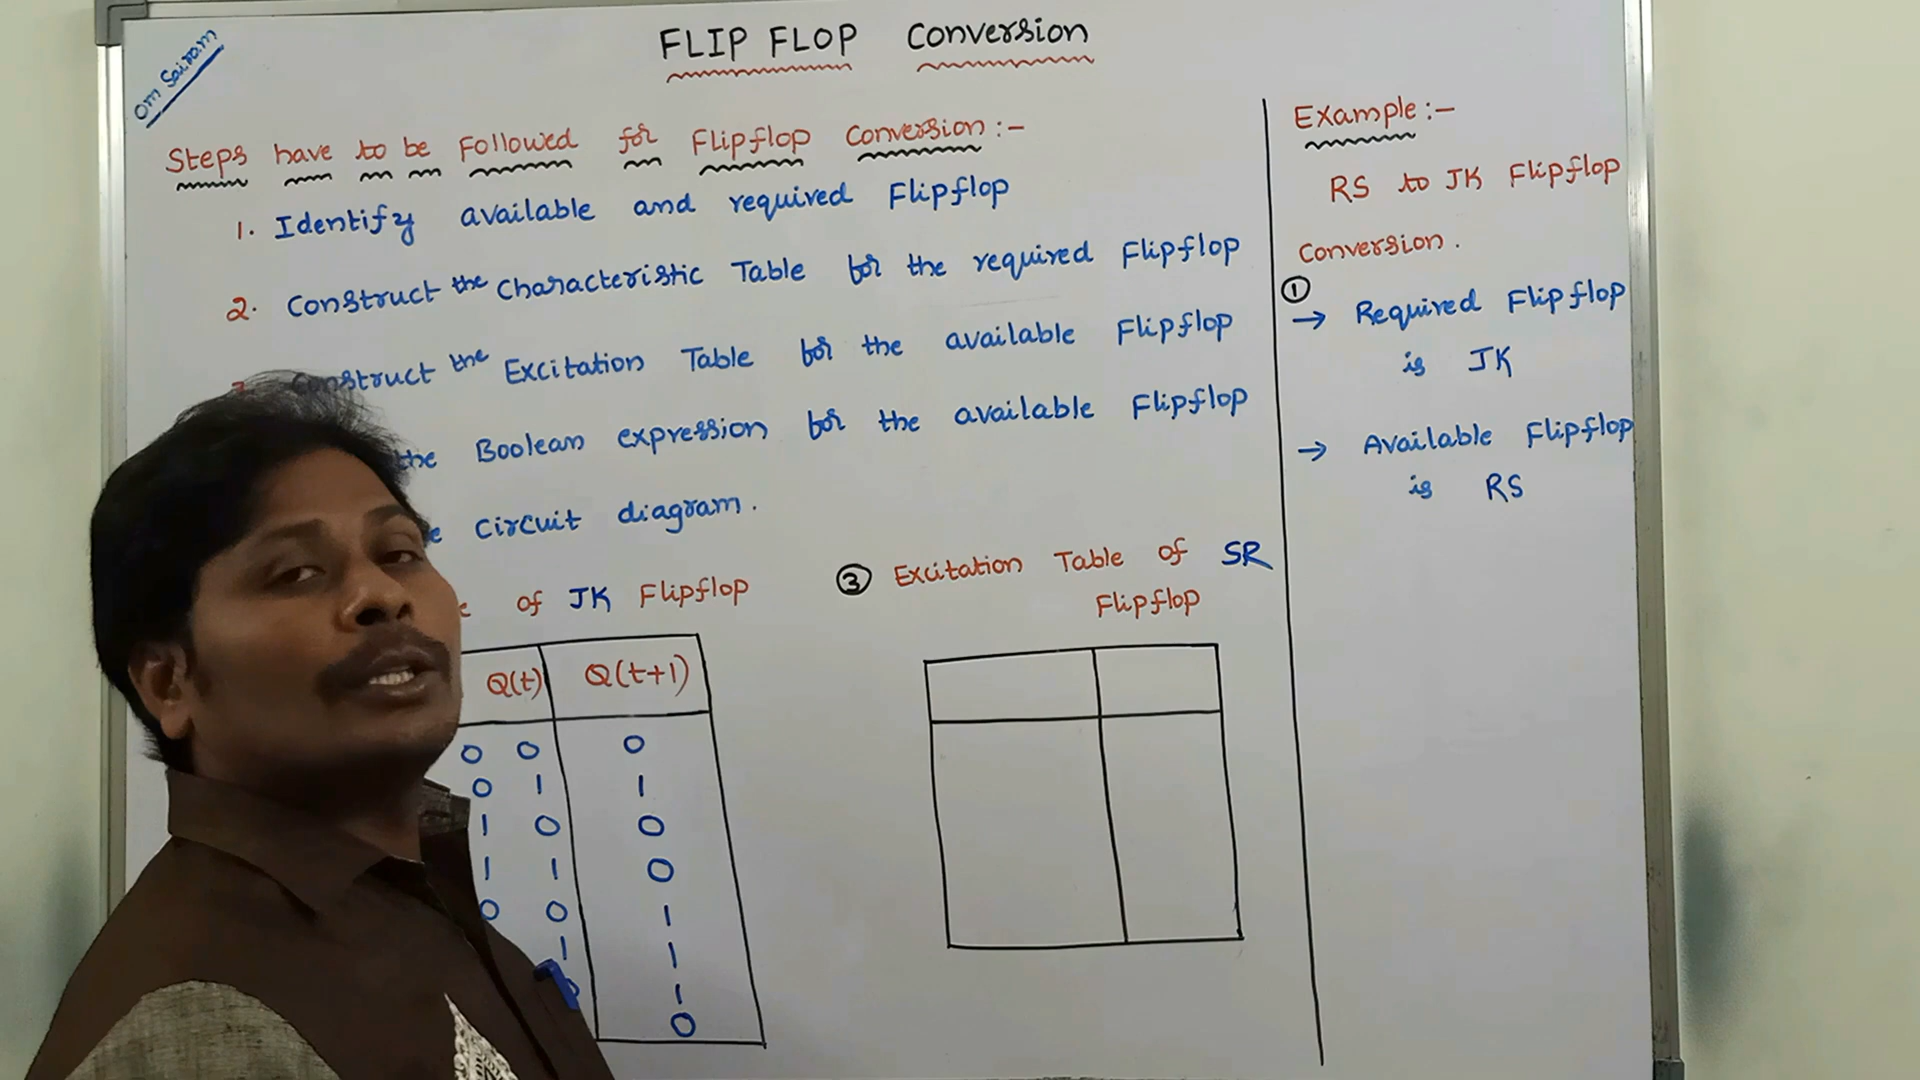 Om Sairam
FLIP FLOP Conversion
Steps have to be Followed for Flipflop Conversion :-
1. Identify available and required Flipflop
2. Construct the Characteristic Table for the required Flipflop
Construct the Excitation Table for the available Flipflop
the Boolean expression for the available Flipflop
Circuit diagram.
of JK Flipflop
Q(t) Q(t+1)
0 0 0
0 1 1
1 0 0
1 1 0
0 0 1
1 1
1
0
3 Excitation Table of SR
Flipflop
Example :-
RS to JK Flipflop
Conversion.
1
→ Required Flipflop
is JK
→ Available Flipflop
is RS